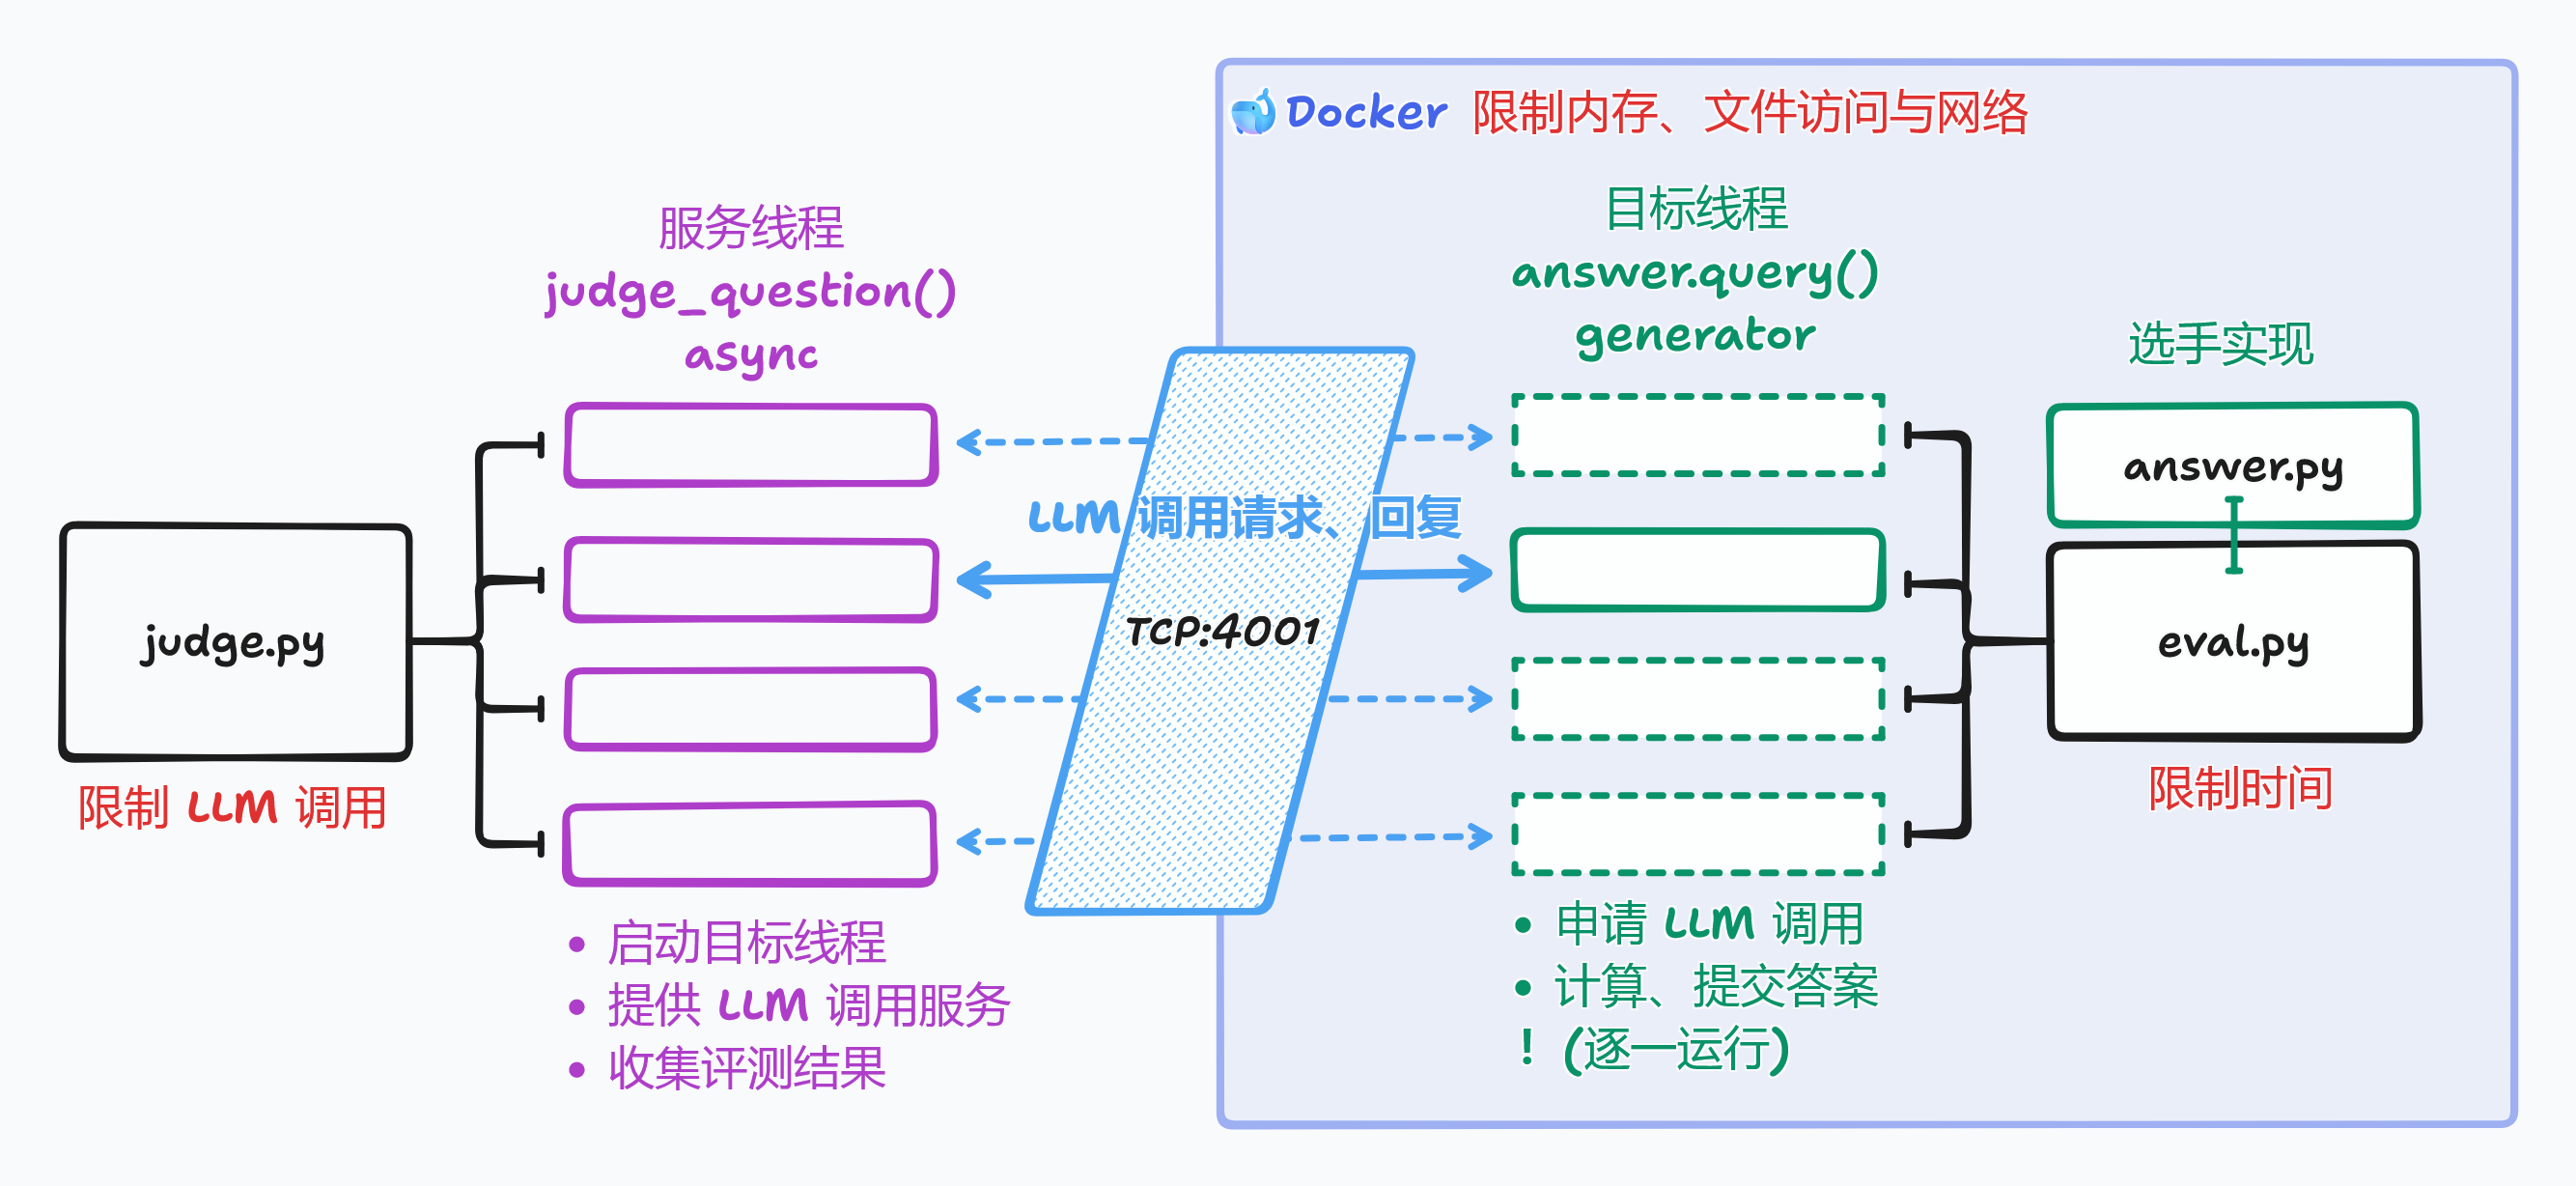 Docker 限制内存、文件访问与网络
服务线程
judge_question()
async
目标线程
answer.query()
generator
选手实现
answer.py
LLM 调用请求、回复
TCP:4001
judge.py
eval.py
限制 LLM 调用
限制时间
• 启动目标线程
• 提供 LLM 调用服务
• 收集评测结果
• 申请 LLM 调用
• 计算、提交答案
! (逐一运行)